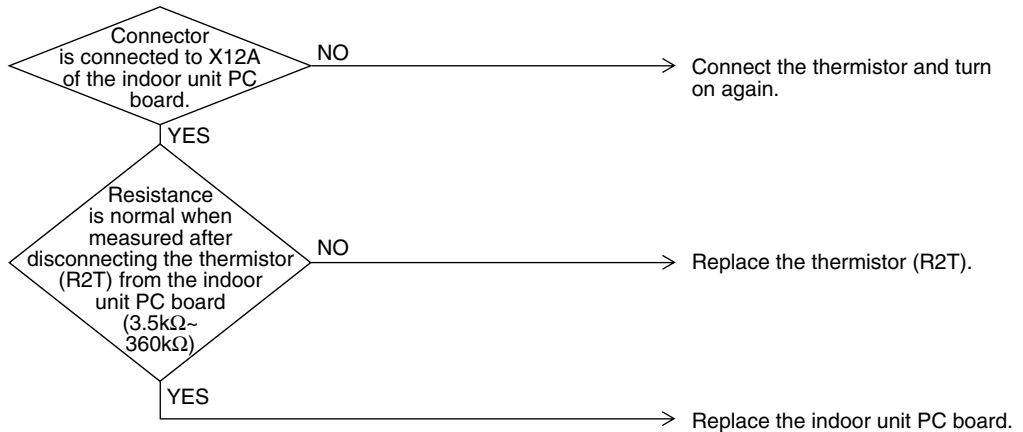 Connector
is connected to X12A
of the indoor unit PC
board.
NO
Connect the thermistor and turn
on again.
YES
Resistance
is normal when
measured after
disconnecting the thermistor
(R2T) from the indoor
unit PC board
(3.5kΩ~
360kΩ)
NO
Replace the thermistor (R2T).
YES
Replace the indoor unit PC board.